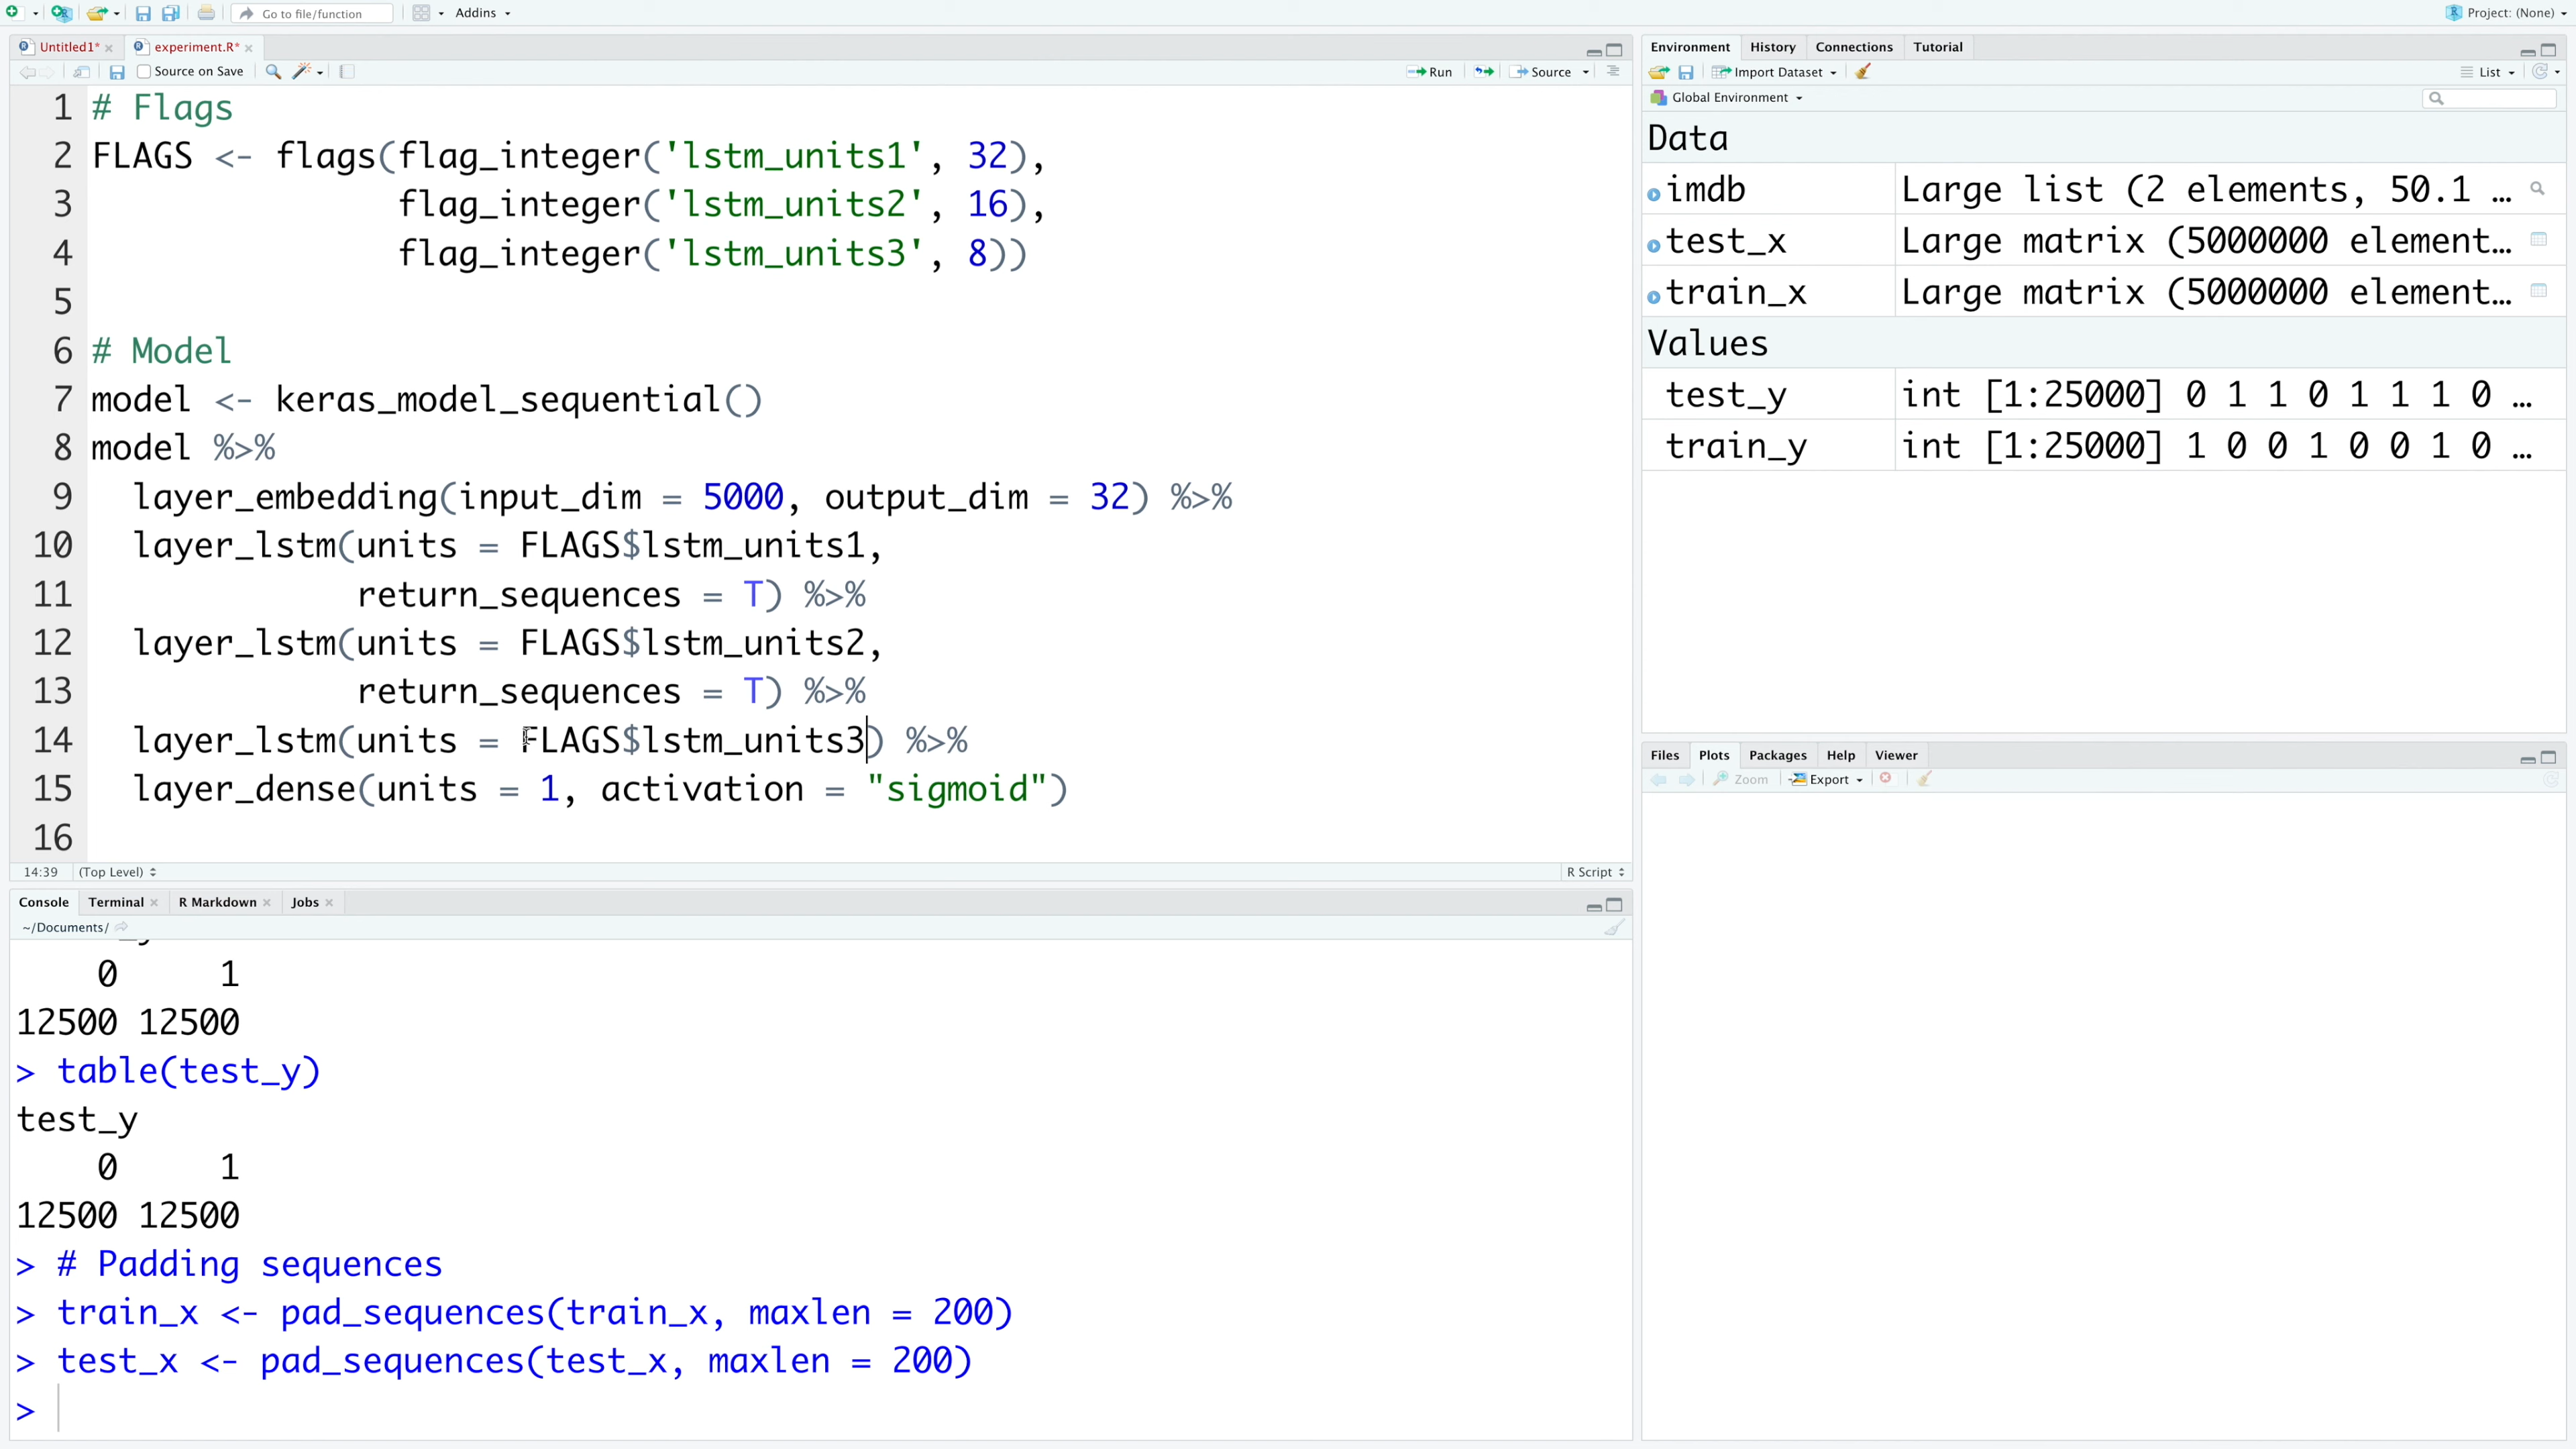 Go to file/function
Addins
Project: (None)
Untitled1*
experiment.R*
Source on Save
Run
Source
1 # Flags
2 FLAGS <- flags(flag_integer('lstm_units1', 32),
3 flag_integer('lstm_units2', 16),
4 flag_integer('lstm_units3', 8))
5
6 # Model
7 model <- keras_model_sequential()
8 model %>%
9 layer_embedding(input_dim = 5000, output_dim = 32) %>%
10 layer_lstm(units = FLAGS$lstm_units1,
11 return_sequences = T) %>%
12 layer_lstm(units = FLAGS$lstm_units2,
13 return_sequences = T) %>%
14 layer_lstm(units = FLAGS$lstm_units3) %>%
15 layer_dense(units = 1, activation = "sigmoid")
16
14:39 (Top Level) R Script
Console Terminal R Markdown Jobs
~/Documents/
0 1
12500 12500
> table(test_y)
test_y
0 1
12500 12500
> # Padding sequences
> train_x <- pad_sequences(train_x, maxlen = 200)
> test_x <- pad_sequences(test_x, maxlen = 200)
>
Environment History Connections Tutorial
Import Dataset List
Global Environment
Data
imdb Large list (2 elements, 50.1 …
test_x Large matrix (5000000 element…
train_x Large matrix (5000000 element…
Values
test_y int [1:25000] 0 1 1 0 1 1 1 0 …
train_y int [1:25000] 1 0 0 1 0 0 1 0 …
Files Plots Packages Help Viewer
Zoom Export